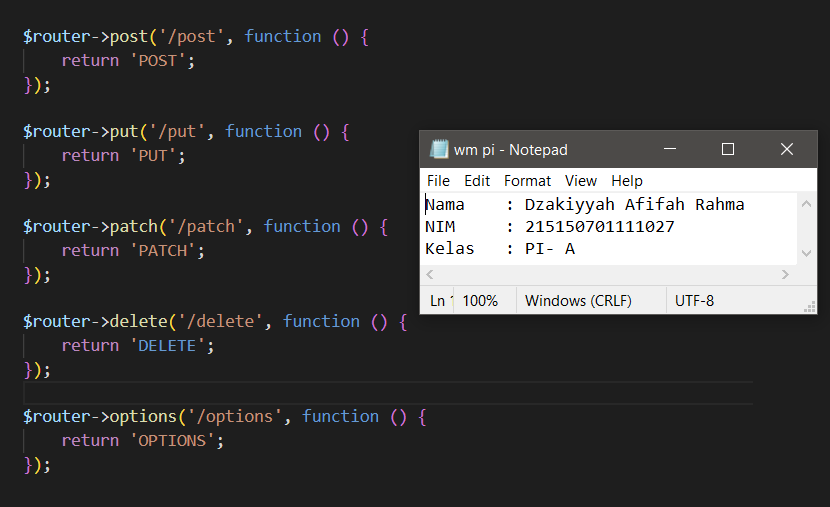 $router->post('/post', function () {
    return 'POST';
});

$router->put('/put', function () {
    return 'PUT';
});

$router->patch('/patch', function () {
    return 'PATCH';
});

$router->delete('/delete', function () {
    return 'DELETE';
});

$router->options('/options', function () {
    return 'OPTIONS';
});

wm pi - Notepad
File Edit Format View Help
Nama : Dzakiyyah Afifah Rahma
NIM : 215150701111027
Kelas : PI- A
Ln 100% Windows (CRLF) UTF-8